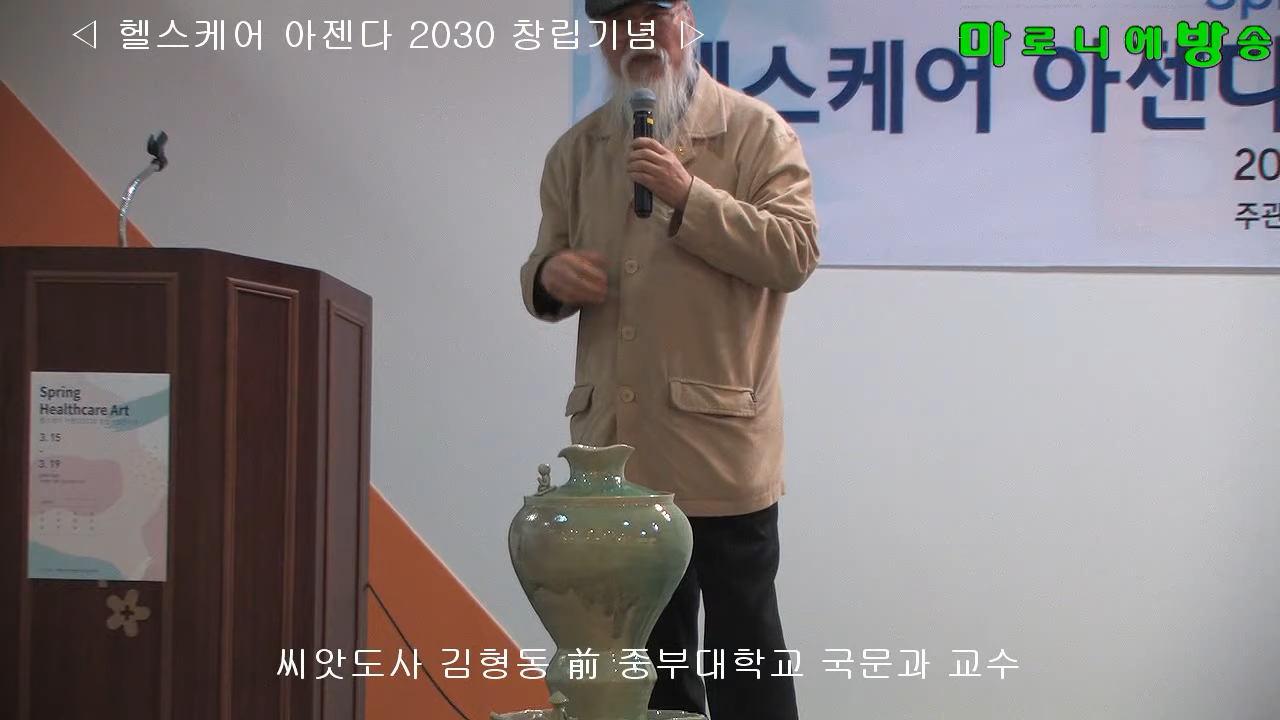 ◁ 헬스케어 아젠다 2030 창립기념 ▷
마로니에방송
헬스케어 아젠다
20
주관
Spring
Healthcare Art
3. 15
-
3. 19
씨앗도사 김형동 前 중부대학교 국문과 교수